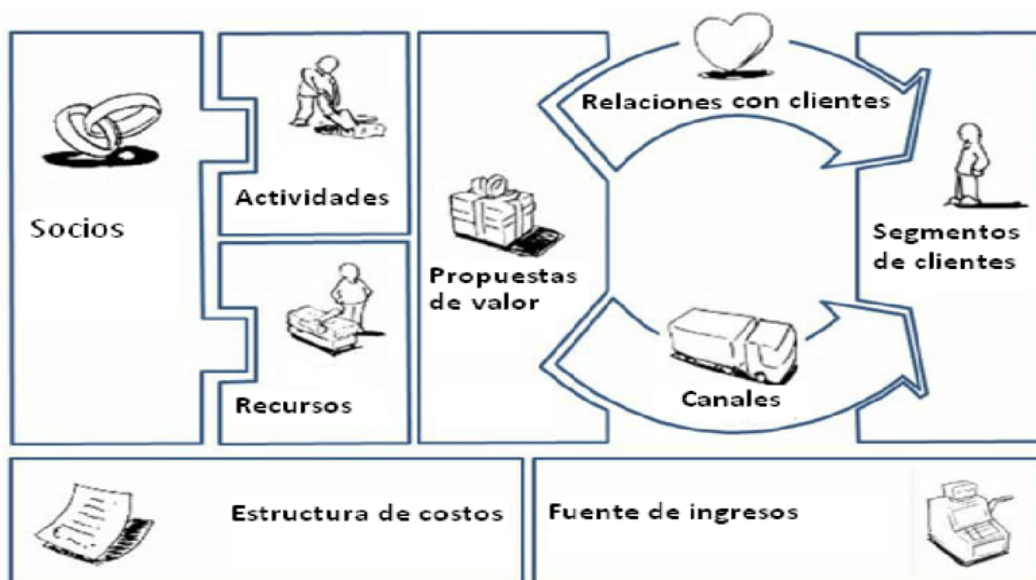 Socios
Actividades
Recursos
Propuestas
de valor
Relaciones con clientes
Canales
Segmentos
de clientes
Estructura de costos
Fuente de ingresos